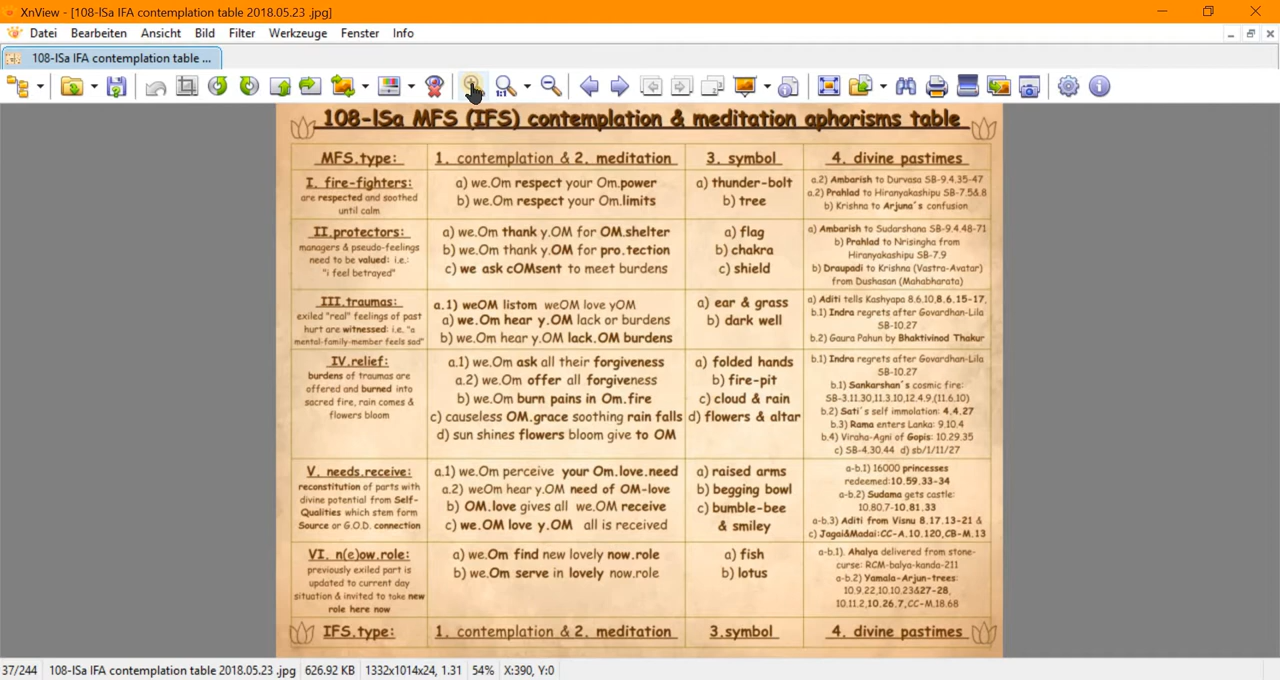 XnView - [108-ISa IFA contemplation table 2018.05.23 .jpg]
Datei Bearbeiten Ansicht Bild Filter Werkzeuge Fenster Info
108-ISa IFA contemplation table ...
108-ISa MFS (IFS) contemplation & meditation aphorisms table
MFS.type: 1. contemplation & 2. meditation 3. symbol 4. divine pastimes
I. fire-fighters:
are respected and soothed
until calm
a) we.Om respect your Om.power
b) we.Om respect your Om.limits
a) thunder-bolt
b) tree
a.2) Ambarish to Durvasa SB-9.4.35-47
a.2) Prahlad to Hiranyakashipu SB-7.5&8
b) Krishna to Arjuna´s confusion
II.protectors:
managers & pseudo-feelings
need to be valued: i.e.:
"i feel betrayed"
a) we.Om thank y.OM for OM.shelter
b) we.Om thank y.OM for pro.tection
c) we ask cOMsent to meet burdens
a) flag
b) chakra
c) shield
a) Ambarish to Sudarshana SB-9.4.48-71
b) Prahlad to Nrisingha from
Hiranyakashipu SB-7.9
b) Draupadi to Krishna (Vastra-Avatar)
from Dushasan (Mahabharata)
III.traumas:
exiled "real" feelings of past
hurt are witnessed: i.e. "a
mental-family-member feels sad"
a.1) weOM listom weOM love yOM
a) we.Om hear y.OM lack or burdens
b) we.Om hear y.OM lack.OM burdens
a) ear & grass
b) dark well
a) Aditi tells Kashyapa 8.6.10,8.6.15-17,
b.1) Indra regrets after Govardhan-Lila
SB-10.27
b.2) Gaura Pahun by Bhaktivinod Thakur
IV.relief:
burdens of traumas are
offered and burned into
sacred fire, rain comes &
flowers bloom
a.1) we.Om ask all their forgiveness
a.2) we.Om offer all forgiveness
b) we.Om burn pains in Om.fire
c) causeless OM.grace soothing rain falls
d) sun shines flowers bloom give to OM
a) folded hands
b) fire-pit
c) cloud & rain
d) flowers & altar
b.1) Indra regrets after Govardhan-Lila
SB-10.27
b.1) Sankarshan´s cosmic fire:
SB-3.11.30,11.3.10,12.4.9,(11.6.10)
b.2) Sati´s self immolation: 4.4.27
b.3) Rama enters Lanka: 9.10.4
b.4) Viraha-Agni of Gopis: 10.29.35
c) SB-4.30.44 d) sb/1/11/27
V. needs.receive:
reconstitution of parts with
divine potential from Self-
Qualities which stem form
Source or G.O.D. connection
a.1) we.Om perceive your Om.love.need
a.2) weOm hear y.OM need of OM-love
b) OM.love gives all we.OM receive
c) we.OM love y.OM all is received
a) raised arms
b) begging bowl
c) bumble-bee
& smiley
a-b.1) 16000 princesses
redeemed:10.59.33-34
a-b.2) Sudama gets castle:
10.80.7-10.81.33
a-b.3) Aditi from Visnu 8.17.13-21 &
c) Jagai&Madai:CC-A.10.120,CB-M.13
VI. n(e)ow.role:
previously exiled part is
updated to current day
situation & invited to take new
role here now
a) we.Om find new lovely now.role
b) we.Om serve in lovely now.role
a) fish
b) lotus
a-b.1). Ahalya delivered from stone-
curse: RCM-balya-kanda-211
a-b.2) Yamala-Arjun-trees:
10.9.22,10.10.23&27-28,
10.11.2,10.26.7,CC-M.18.68
IFS.type: 1. contemplation & 2. meditation 3.symbol 4. divine pastimes
37/244 108-ISa IFA contemplation table 2018.05.23 .jpg 626.92 KB 1332x1014x24, 1.31 54% X:390, Y:0